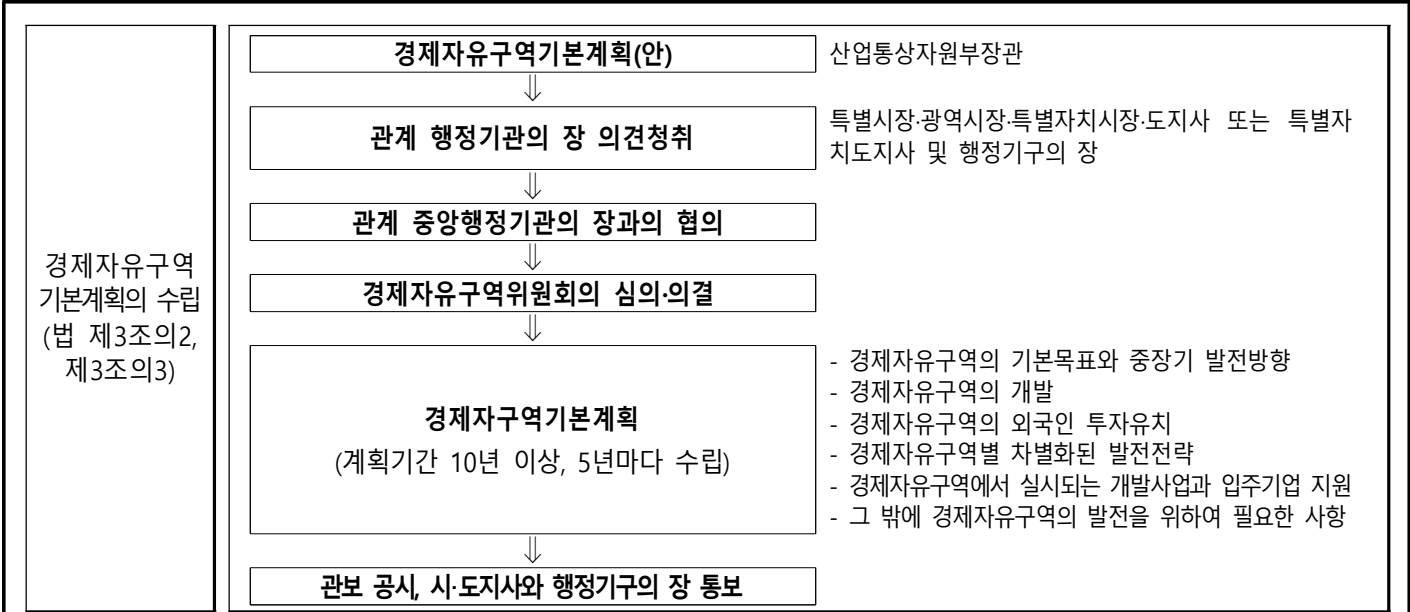 경제자유구역
기본계획의 수립
(법 제3조의2,
제3조의3)
경제자유구역기본계획(안)
산업통상자원부장관
⇓
관계 행정기관의 장 의견청취
특별시장·광역시장·특별자치시장·도지사 또는 특별자
치도지사 및 행정기구의 장
⇓
관계 중앙행정기관의 장과의 협의
⇓
경제자유구역위원회의 심의·의결
⇓
경제자구역기본계획
(계획기간 10년 이상, 5년마다 수립)
- 경제자유구역의 기본목표와 중장기 발전방향
- 경제자유구역의 개발
- 경제자유구역의 외국인 투자유치
- 경제자유구역별 차별화된 발전전략
- 경제자유구역에서 실시되는 개발사업과 입주기업 지원
- 그 밖에 경제자유구역의 발전을 위하여 필요한 사항
⇓
관보 공시, 시·도지사와 행정기구의 장 통보